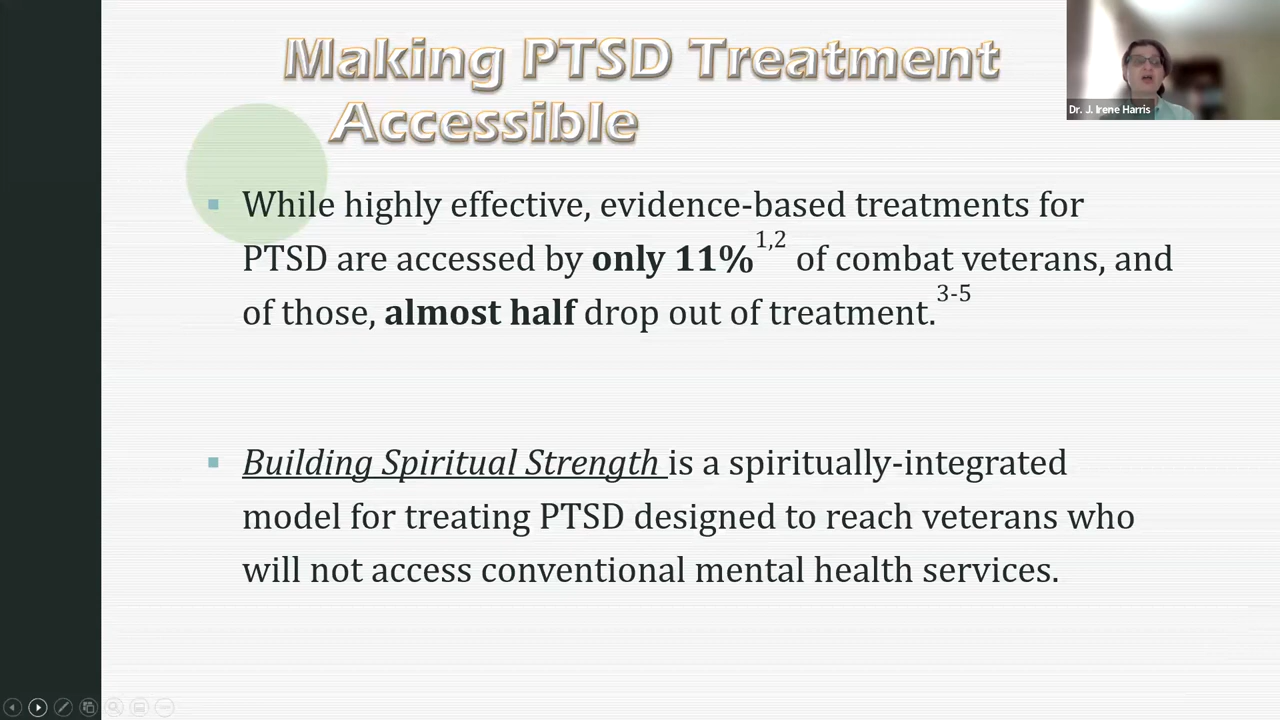 Making PTSD Treatment
Accessible
Dr. J. Irene Harris
While highly effective, evidence-based treatments for
PTSD are accessed by only 11%1,2 of combat veterans, and
of those, almost half drop out of treatment.3-5
Building Spiritual Strength is a spiritually-integrated
model for treating PTSD designed to reach veterans who
will not access conventional mental health services.